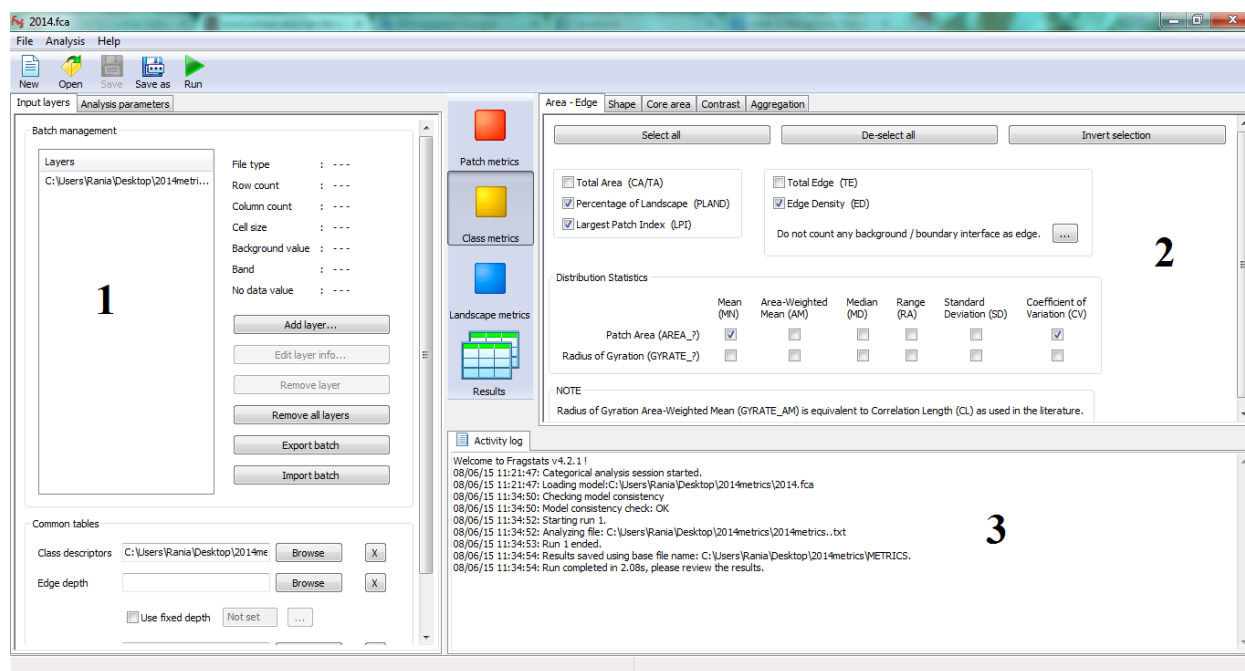 2014.fca
File Analysis Help
New Open Save Save as Run
Input layers Analysis parameters
Batch management
Layers
C:\Users\Rania\Desktop\2014metri...
File type : ---
Row count : ---
Column count : ---
Cell size : ---
Background value : ---
Band : ---
No data value : ---
1
Add layer...
Edit layer info...
Remove layer
Remove all layers
Export batch
Import batch
Common tables
Class descriptors C:\Users\Rania\Desktop\2014me Browse X
Edge depth Browse X
Use fixed depth Not set ...
Patch metrics
Class metrics
Landscape metrics
Results
Area - Edge Shape Core area Contrast Aggregation
Select all De-select all Invert selection
Total Area (CA/TA)
Percentage of Landscape (PLAND)
Largest Patch Index (LPI)
Total Edge (TE)
Edge Density (ED)
Do not count any background / boundary interface as edge. ...
2
Distribution Statistics
Mean (MN) Area-Weighted Mean (AM) Median (MD) Range (RA) Standard Deviation (SD) Coefficient of Variation (CV)
Patch Area (AREA_?)
Radius of Gyration (GYRATE_?)
NOTE
Radius of Gyration Area-Weighted Mean (GYRATE_AM) is equivalent to Correlation Length (CL) as used in the literature.
Activity log
Welcome to Fragstats v4.2.1 !
08/06/15 11:21:47: Categorical analysis session started.
08/06/15 11:21:47: Loading model:C:\Users\Rania\Desktop\2014metrics\2014.fca
08/06/15 11:34:50: Checking model consistency
08/06/15 11:34:50: Model consistency check: OK
08/06/15 11:34:52: Starting run 1.
08/06/15 11:34:52: Analyzing file: C:\Users\Rania\Desktop\2014metrics\2014metrics..txt
08/06/15 11:34:53: Run 1 ended.
08/06/15 11:34:54: Results saved using base file name: C:\Users\Rania\Desktop\2014metrics\METRICS.
08/06/15 11:34:54: Run completed in 2.08s, please review the results.
3